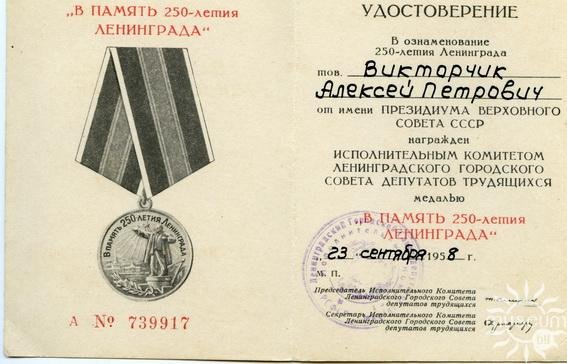 „В ПАМЯТЬ 250-летия
ЛЕНИНГРАДА“
В ПАМЯТЬ 250-ЛЕТИЯ ЛЕНИНГРАДА
А № 739917
УДОСТОВЕРЕНИЕ
В ознаменование
250-летия Ленинграда
тов. Викторчик
Алексей Петрович
от имени ПРЕЗИДИУМА ВЕРХОВНОГО
СОВЕТА СССР
награжден
ИСПОЛНИТЕЛЬНЫМ КОМИТЕТОМ
ЛЕНИНГРАДСКОГО ГОРОДСКОГО
СОВЕТА ДЕПУТАТОВ ТРУДЯЩИХСЯ
медалью
„В ПАМЯТЬ 250-летия
ЛЕНИНГРАДА“
23 сентября 1958 г.
М. П.
Председатель Исполнительного Комитета
Ленинградского Городского Совета
депутатов трудящихся
Секретарь Исполнительного Комитета
Ленинградского Городского Совета
депутатов трудящихся
museum